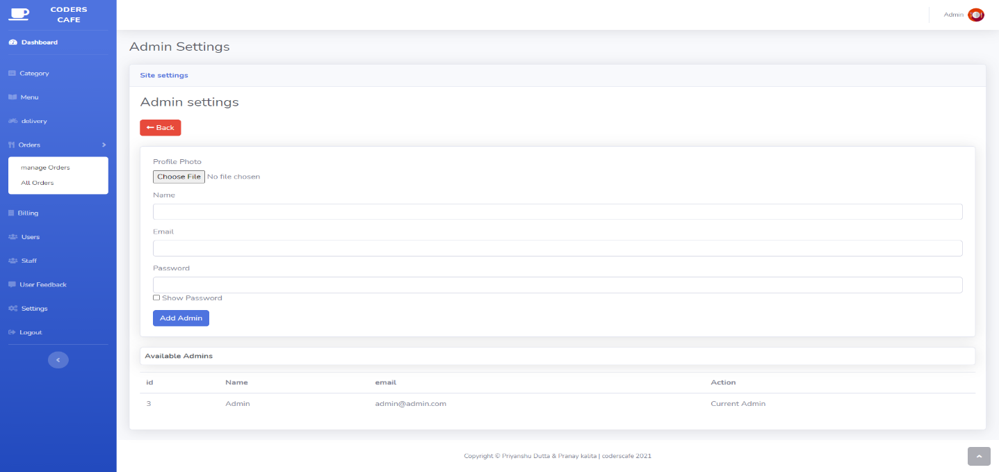 CODERS
CAFE
Dashboard
Category
Menu
delivery
Orders
manage Orders
All Orders
Billing
Users
Staff
User Feedback
Settings
Logout
Admin
Admin Settings
Site settings
Admin settings
Back
Profile Photo
Choose File No file chosen
Name
Email
Password
Show Password
Add Admin
Available Admins
id Name email Action
3 Admin admin@admin.com Current Admin
Copyright © Priyanshu Dutta & Pranay kalita | coderscafe 2021